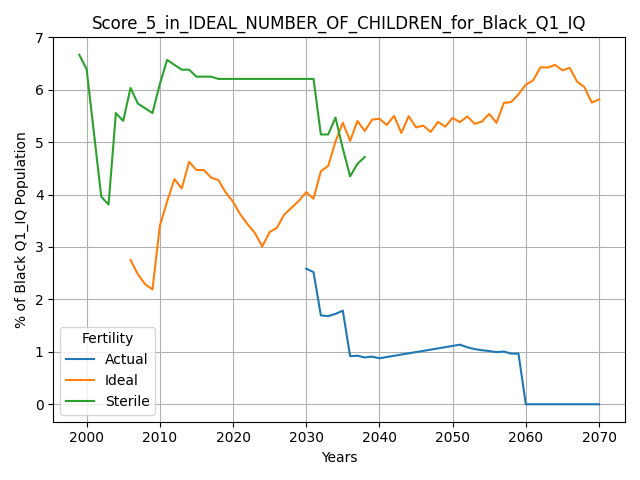 Score_5_in_IDEAL_NUMBER_OF_CHILDREN_for_Black_Q1_IQ
% of Black Q1_IQ Population
7
6
5
4
3
2
1
0
Fertility
Actual
Ideal
Sterile
2000 2010 2020 2030 2040 2050 2060 2070
Years